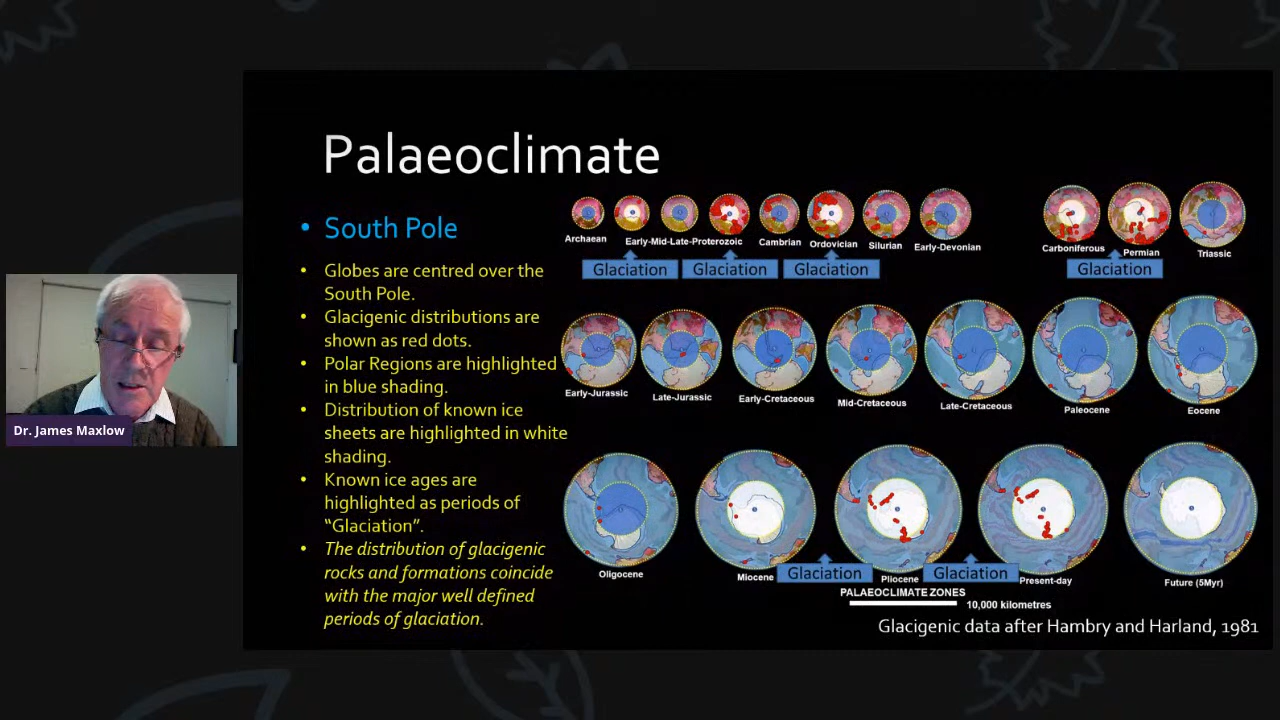 Palaeoclimate
• South Pole
• Globes are centred over the
South Pole.
• Glacigenic distributions are
shown as red dots.
• Polar Regions are highlighted
in blue shading.
• Distribution of known ice
sheets are highlighted in white
shading.
• Known ice ages are
highlighted as periods of
“Glaciation”.
• The distribution of glacigenic
rocks and formations coincide
with the major well defined
periods of glaciation.
Archaean Early-Mid-Late-Proterozoic Cambrian Ordovician Silurian Early-Devonian Carboniferous Permian Triassic
Glaciation Glaciation Glaciation Glaciation
Early-Jurassic Late-Jurassic Early-Cretaceous Mid-Cretaceous Late-Cretaceous Paleocene Eocene
Oligocene Miocene Glaciation Pliocene Glaciation Present-day Future (5Myr)
PALAEOCLIMATE ZONES
10,000 kilometres
Glacigenic data after Hambry and Harland, 1981
Dr. James Maxlow